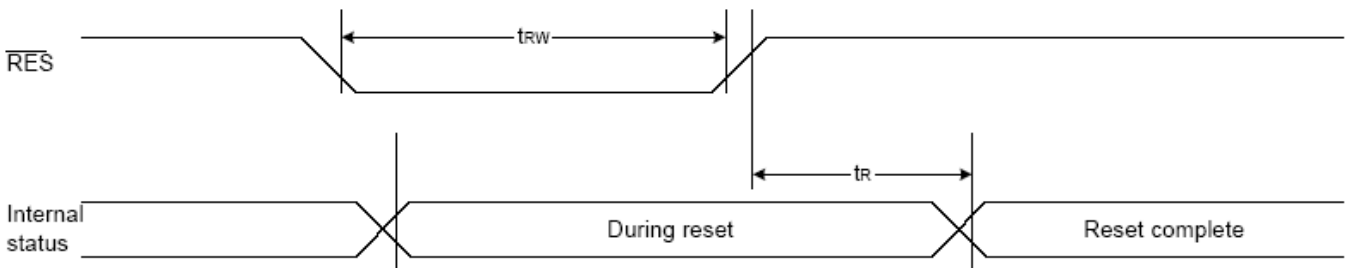 tRW
RES
tR
Internal
status
During reset
Reset complete